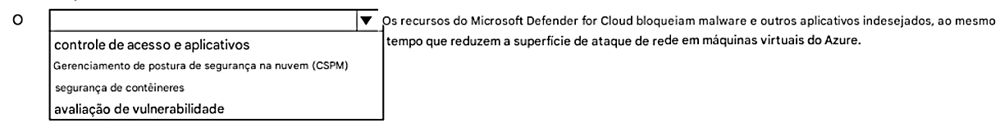 O
Os recursos do Microsoft Defender for Cloud bloqueiam malware e outros aplicativos indesejados, ao mesmo
tempo que reduzem a superfície de ataque de rede em máquinas virtuais do Azure.
controle de acesso e aplicativos
Gerenciamento de postura de segurança na nuvem (CSPM)
segurança de contêineres
avaliação de vulnerabilidade